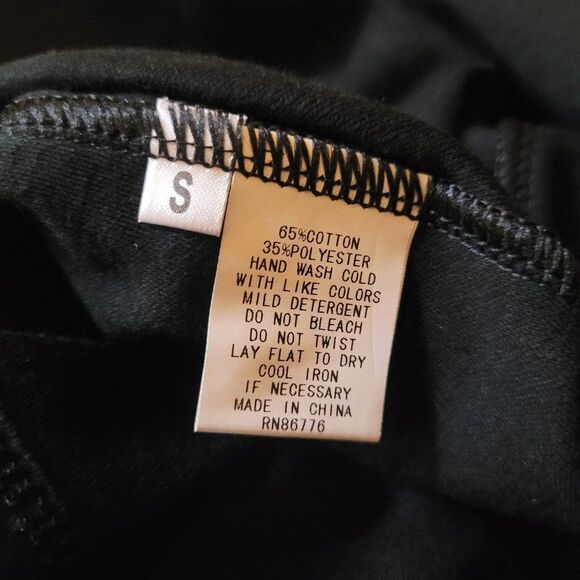 S
65%COTTON
35%POLYESTER
HAND WASH COLD
WITH LIKE COLORS
MILD DETERGENT
DO NOT BLEACH
DO NOT TWIST
LAY FLAT TO DRY
COOL IRON
IF NECESSARY
MADE IN CHINA
RN86776